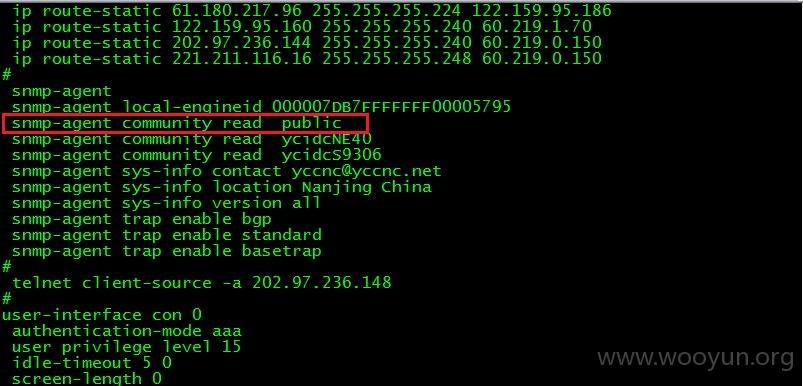 ip route-static 61.180.217.96 255.255.255.224 122.159.95.186
ip route-static 122.159.95.160 255.255.255.240 60.219.1.70
ip route-static 202.97.236.144 255.255.255.240 60.219.0.150
ip route-static 221.211.116.16 255.255.255.248 60.219.0.150
#
snmp-agent
snmp-agent local-engineid 000007DB7FFFFFFF00005795
snmp-agent community read  public
snmp-agent community read  ycidcNE40
snmp-agent community read  ycidcS9306
snmp-agent sys-info contact yccnc@yccnc.net
snmp-agent sys-info location Nanjing China
snmp-agent sys-info version all
snmp-agent trap enable bgp
snmp-agent trap enable standard
snmp-agent trap enable basetrap
#
telnet client-source -a 202.97.236.148
#
user-interface con 0
authentication-mode aaa
user privilege level 15
idle-timeout 5 0
screen-length 0
www.wooyun.org